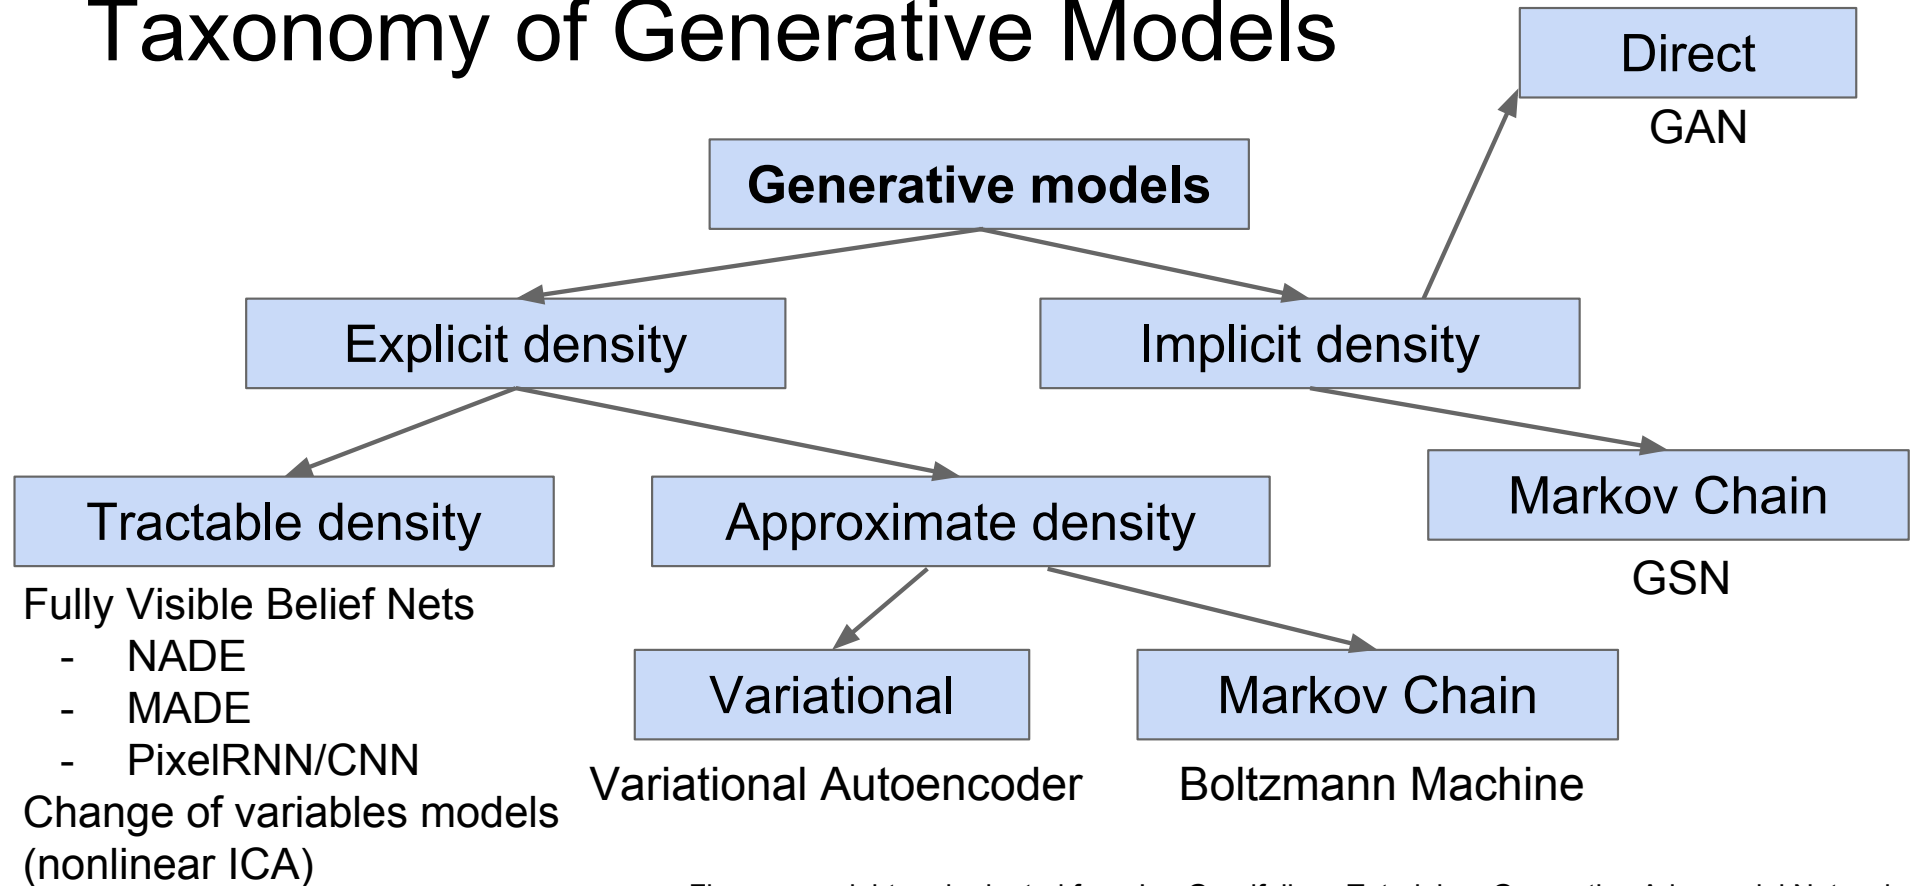 Taxonomy of Generative Models
Direct
GAN
Generative models
Explicit density
Implicit density
Tractable density
Approximate density
Markov Chain
GSN
Fully Visible Belief Nets
- NADE
- MADE
- PixelRNN/CNN
Change of variables models
(nonlinear ICA)
Variational
Markov Chain
Variational Autoencoder
Boltzmann Machine